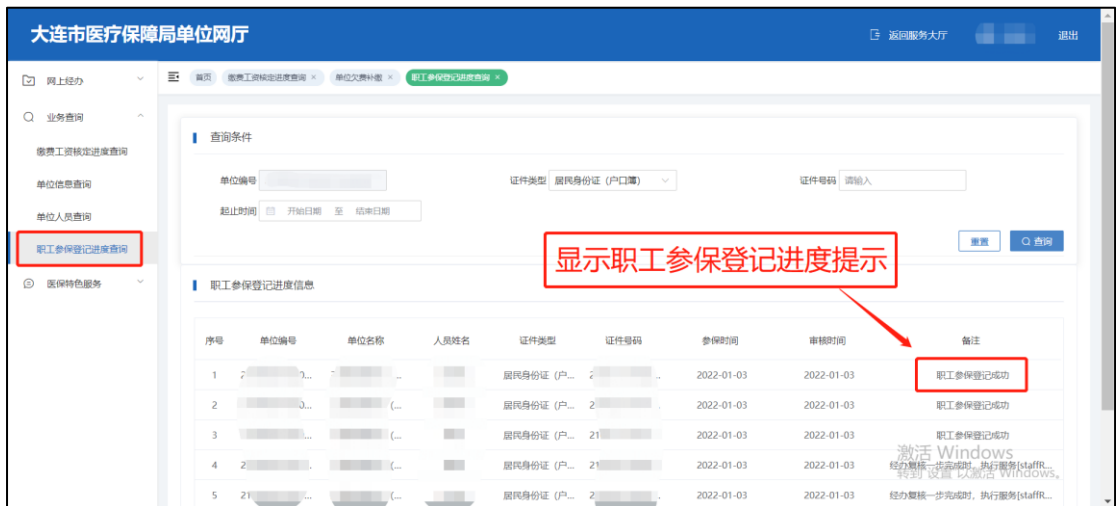 大连市医疗保障局单位网厅
返回服务大厅
退出
网上经办
首页 缴费工资核定进度查询 × 单位欠费补缴 × 职工参保登记进度查询 ×
业务查询
查询条件
缴费工资核定进度查询
单位编号 证件类型 居民身份证（户口簿） 证件号码 请输入
单位信息查询
起止时间 开始日期 至 结束日期
单位人员查询
重置 查询
职工参保登记进度查询
显示职工参保登记进度提示
医保特色服务
职工参保登记进度信息
序号 单位编号 单位名称 人员姓名 证件类型 证件号码 参保时间 审核时间 备注
1 居民身份证（户... 2022-01-03 2022-01-03 职工参保登记成功
2 (... 居民身份证（户... 2 2022-01-03 2022-01-03 职工参保登记成功
3 (... 居民身份证（户... 21 2022-01-03 2022-01-03 职工参保登记成功
4 2 (... 居民身份证（户... 21 2022-01-03 2022-01-03 经办复核一步完成时，执行服务[staffR...
5 21 (... 居民身份证（户... 2 2022-01-03 2022-01-03 经办复核一步完成时，执行服务[staffR...
激活 Windows
转到"设置"以激活 Windows。